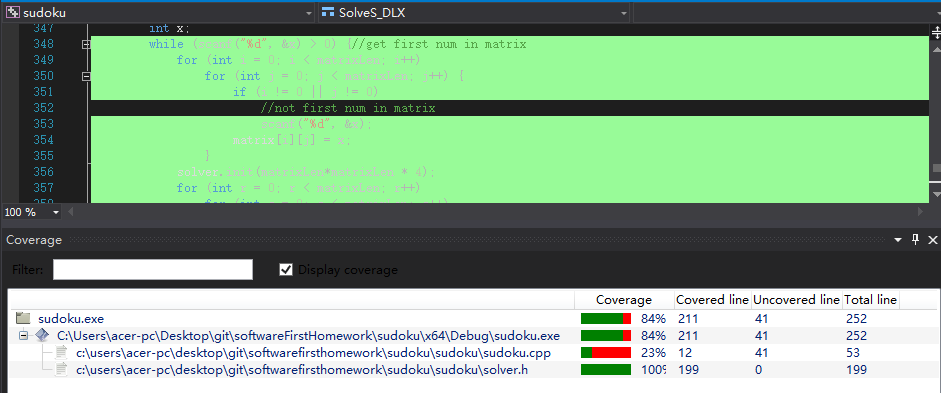 sudoku SolveS_DLX
347 int x;
348 while (scanf("%d", &x) > 0) {//get first num in matrix
349 for (int i = 0; i < matrixLen; i++)
350 for (int j = 0; j < matrixLen; j++) {
351 if (i != 0 || j != 0)
352 //not first num in matrix
353 scanf("%d", &x);
354 matrix[i][j] = x;
355 }
356 solver.init(matrixLen*matrixLen * 4);
357 for (int r = 0; r < matrixLen; r++)
100 %
Coverage
Filter: Display coverage
Coverage Covered line Uncovered line Total line
sudoku.exe 84% 211 41 252
C:\Users\acer-pc\Desktop\git\softwareFirstHomework\sudoku\x64\Debug\sudoku.exe 84% 211 41 252
c:\users\acer-pc\desktop\git\softwarefirsthomework\sudoku\sudoku\sudoku.cpp 23% 12 41 53
c:\users\acer-pc\desktop\git\softwarefirsthomework\sudoku\sudoku\solver.h 100% 199 0 199